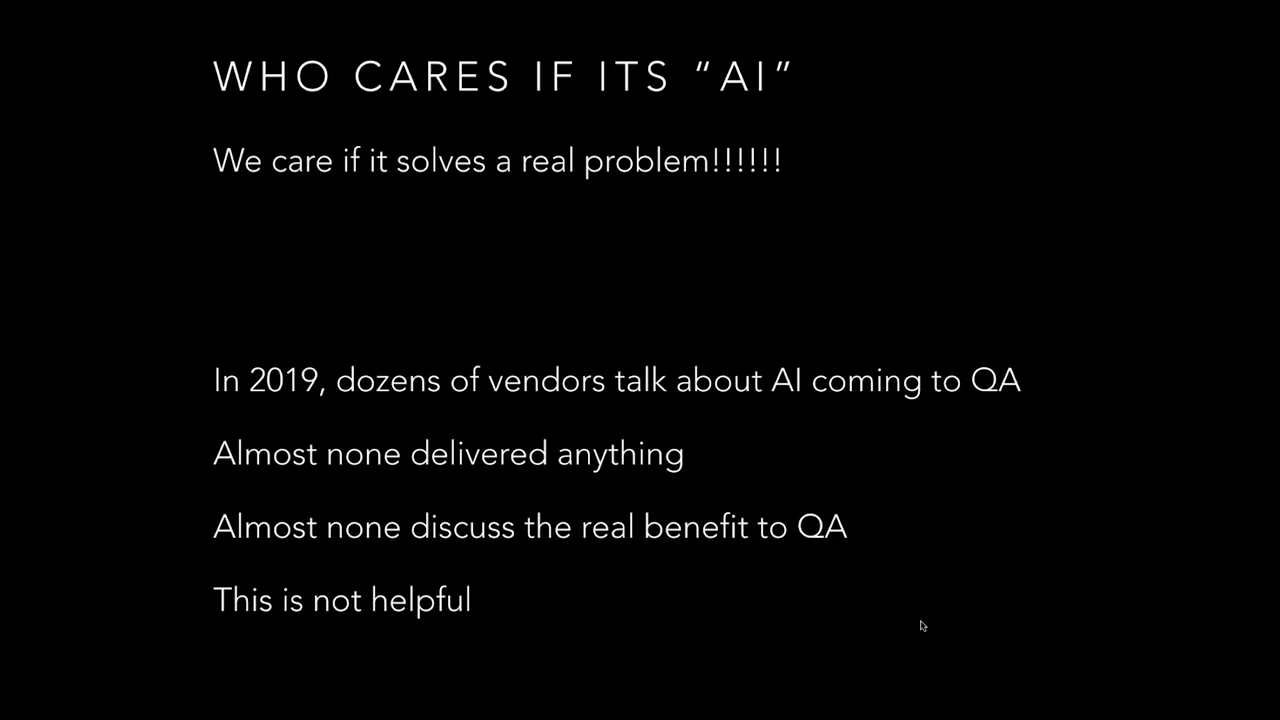 WHO CARES IF ITS “AI”
We care if it solves a real problem!!!!!!
In 2019, dozens of vendors talk about AI coming to QA
Almost none delivered anything
Almost none discuss the real benefit to QA
This is not helpful